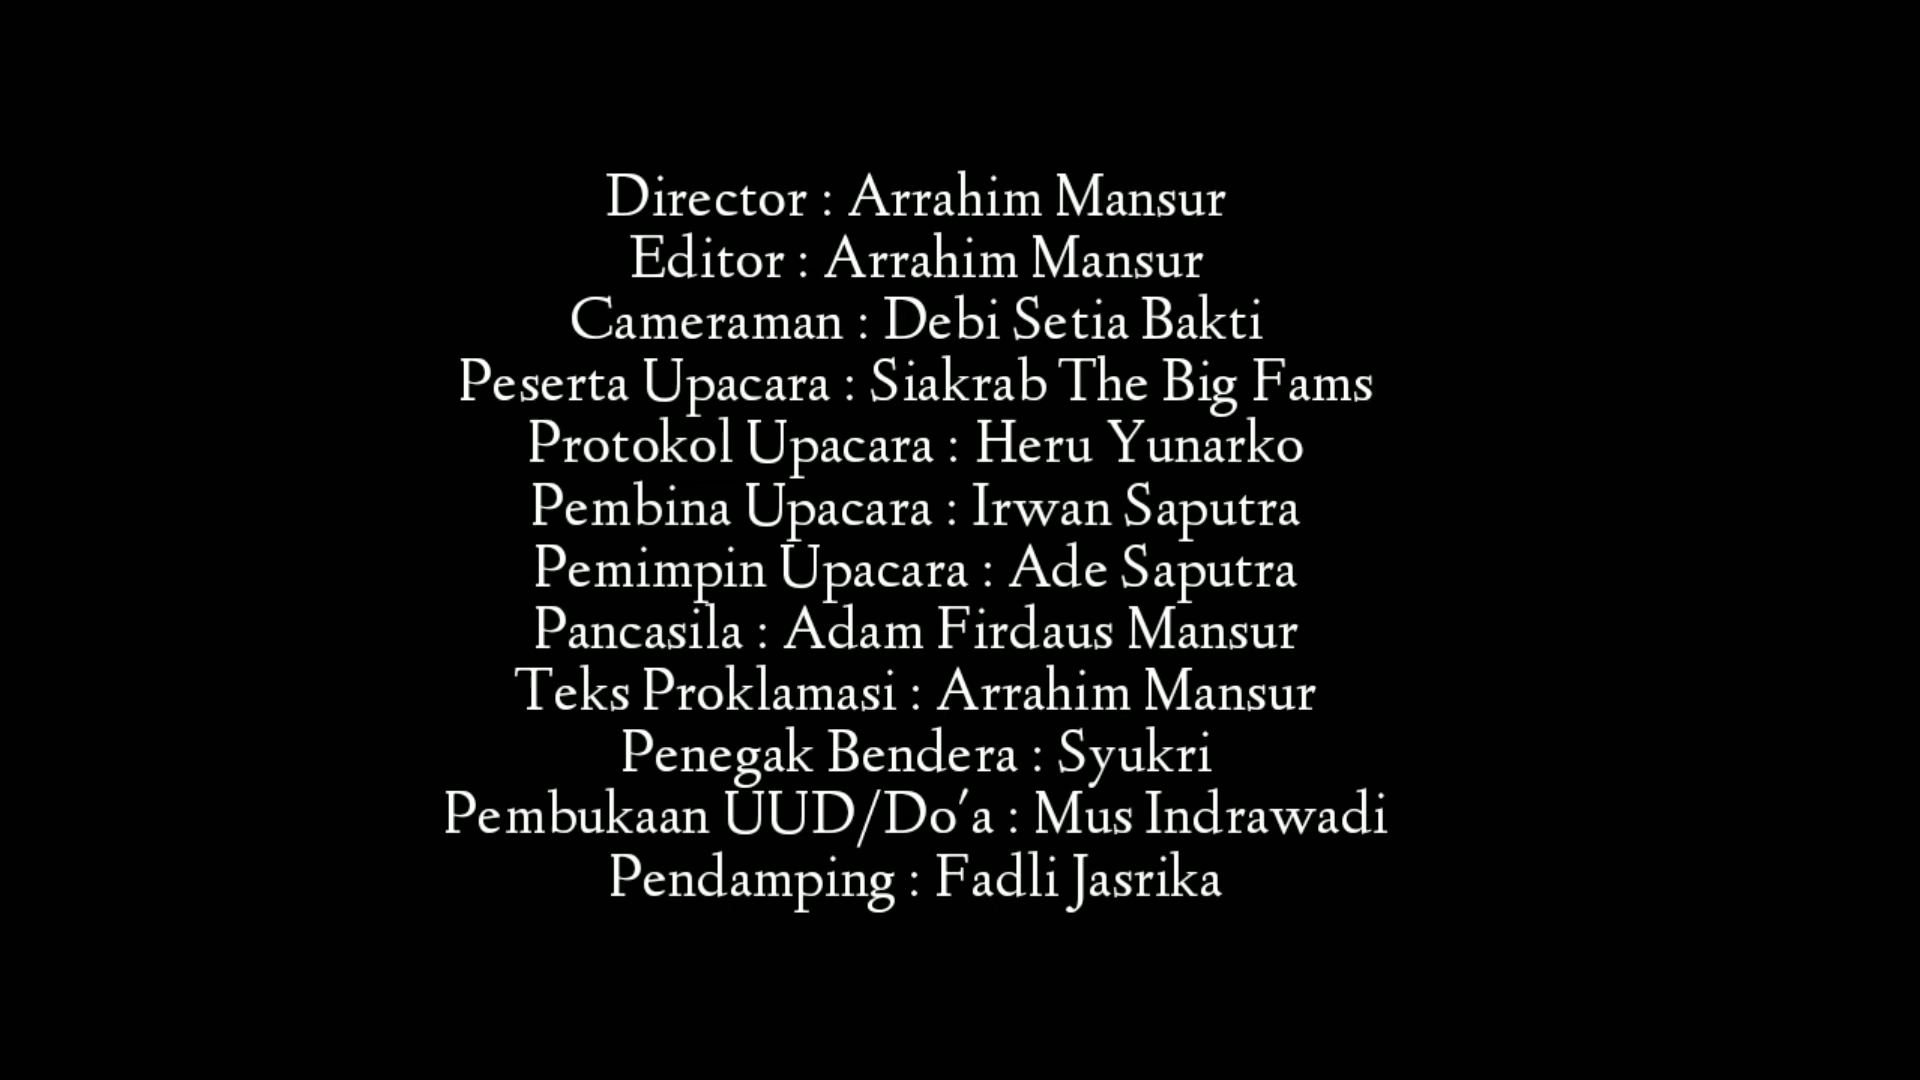 Director : Arrahim Mansur
Editor : Arrahim Mansur
Cameraman : Debi Setia Bakti
Peserta Upacara : Siakrab The Big Fams
Protokol Upacara : Heru Yunarko
Pembina Upacara : Irwan Saputra
Pemimpin Upacara : Ade Saputra
Pancasila : Adam Firdaus Mansur
Teks Proklamasi : Arrahim Mansur
Penegak Bendera : Syukri
Pembukaan UUD/Do'a : Mus Indrawadi
Pendamping : Fadli Jasrika